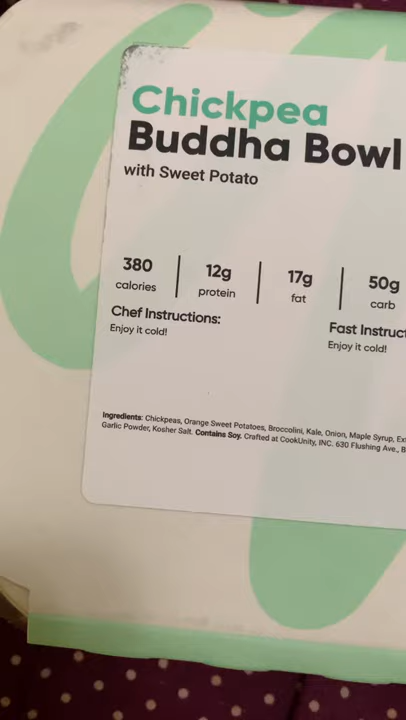 Chickpea
Buddha Bowl
with Sweet Potato
380 calories
12g protein
17g fat
50g carb
Chef Instructions:
Enjoy it cold!
Fast Instruc
Enjoy it cold!
Ingredients: Chickpeas, Orange Sweet Potatoes, Broccolini, Kale, Onion, Maple Syrup, Ex
Garlic Powder, Kosher Salt. Contains Soy. Crafted at CookUnity, INC. 630 Flushing Ave., B